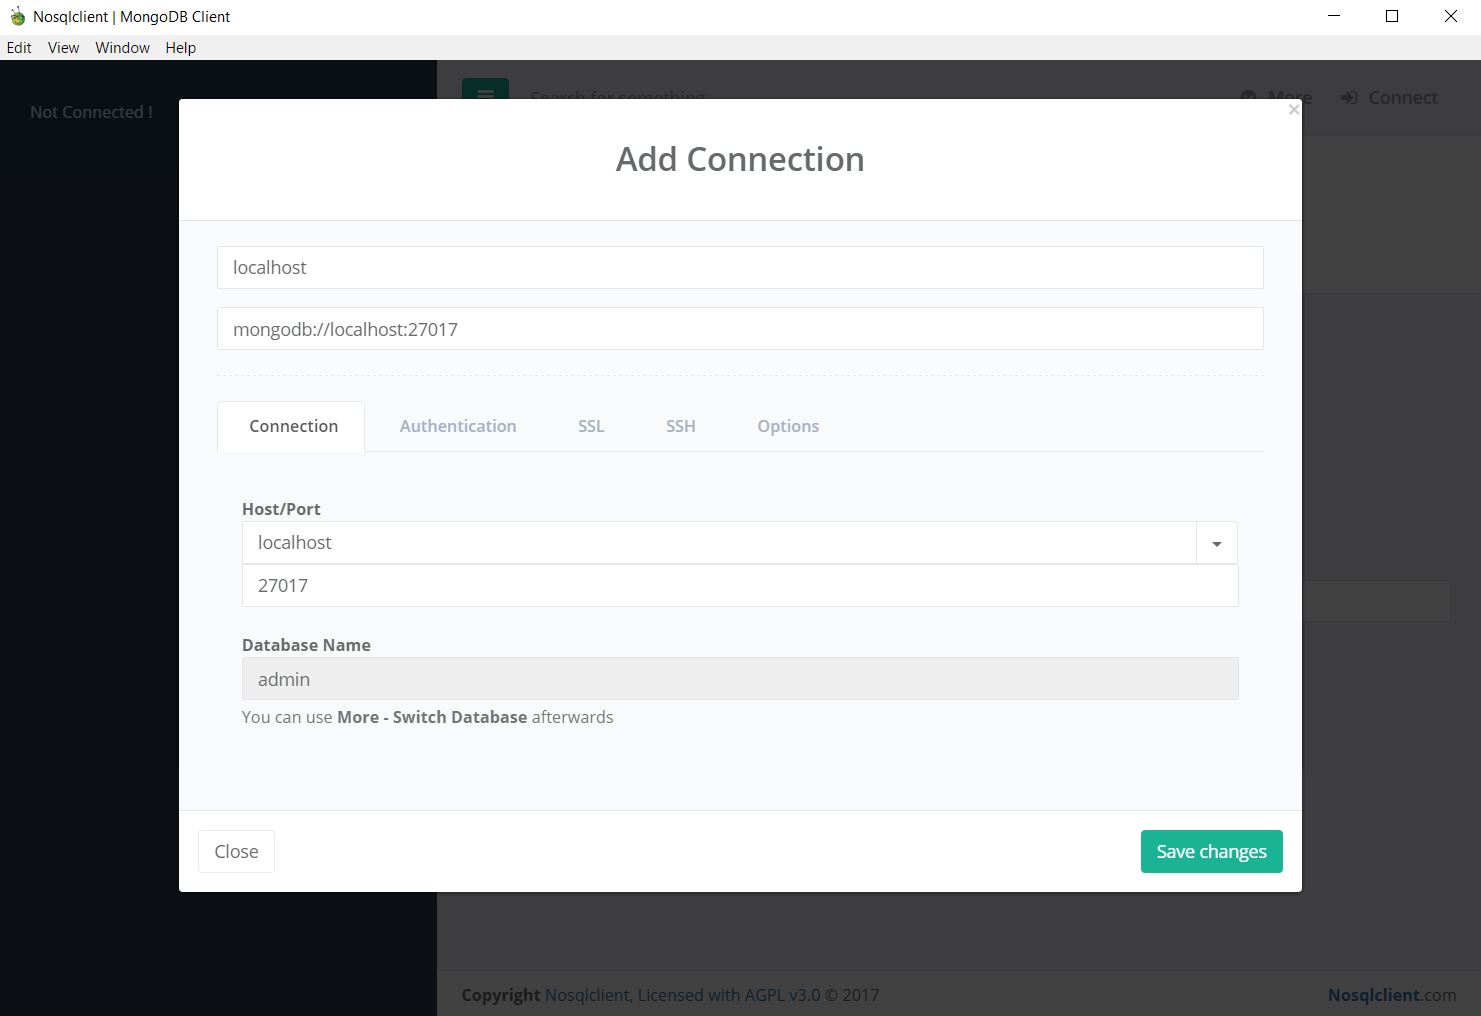 Nosqlclient | MongoDB Client
Edit View Window Help
Not Connected !
Search for something
More
Connect
×
Add Connection
localhost
mongodb://localhost:27017
Connection Authentication SSL SSH Options
Host/Port
localhost
27017
Database Name
admin
You can use More - Switch Database afterwards
Close
Save changes
Copyright Nosqlclient, Licensed with AGPL v3.0 © 2017
Nosqlclient.com